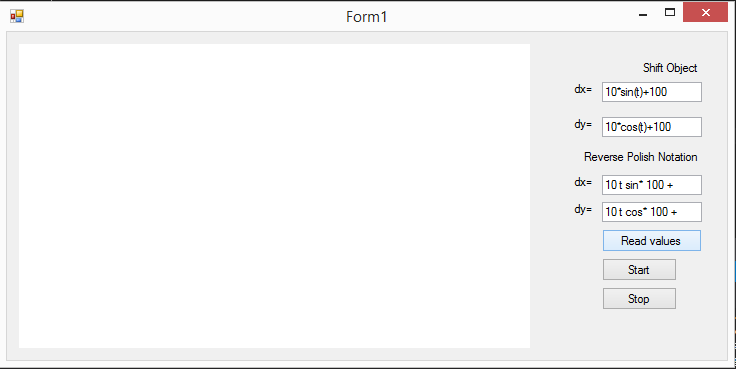 Form1
Shift Object
dx= 10*sin(t)+100
dy= 10*cos(t)+100
Reverse Polish Notation
dx= 10 t sin* 100 +
dy= 10 t cos* 100 +
Read values
Start
Stop